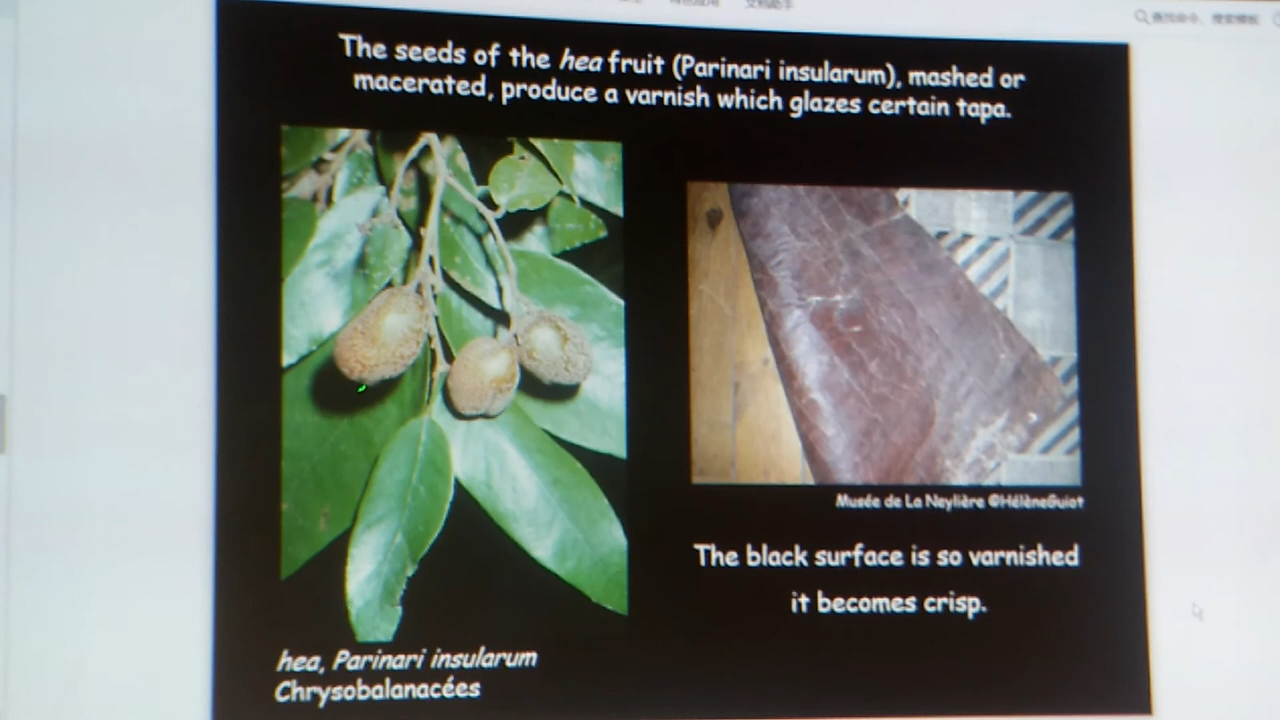 The seeds of the hea fruit (Parinari insularum), mashed or
macerated, produce a varnish which glazes certain tapa.
Musée de La Neylière ©HélèneGuiot
The black surface is so varnished
it becomes crisp.
hea, Parinari insularum
Chrysobalanacées